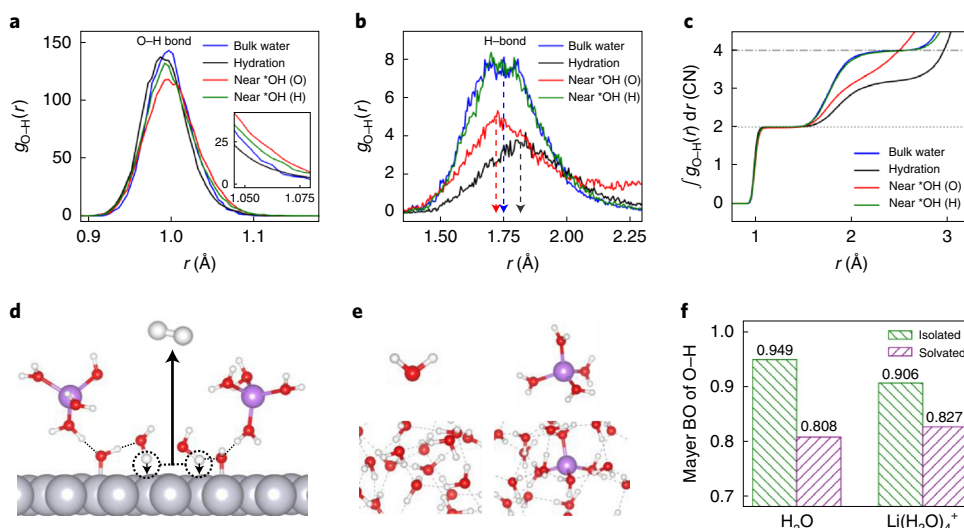 a
O–H bond
Bulk water
Hydration
Near *OH (O)
Near *OH (H)
150
100
50
0
25
0
1.050
1.075
0.9
1.0
1.1
g O–H(r)
r (Å)
b
H–bond
Bulk water
Hydration
Near *OH (O)
Near *OH (H)
8
6
4
2
0
1.50
1.75
2.00
2.25
g O–H(r)
r (Å)
c
4
2
0
1
2
3
∫ g O–H(r) dr (CN)
Bulk water
Hydration
Near *OH (O)
Near *OH (H)
r (Å)
d
e
f
1.0
0.9
0.8
0.7
Mayer BO of O–H
Isolated
Solvated
0.949
0.808
0.906
0.827
H2O
Li(H2O)4+